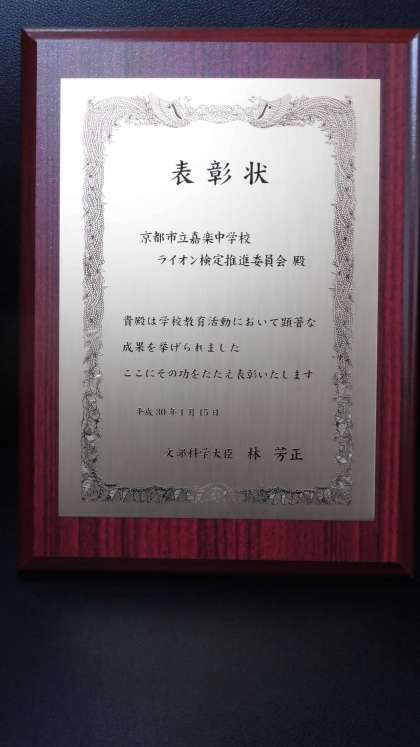 表彰状
京都市立嘉楽中学校
ライオン検定推進委員会 殿
貴殿は学校教育活動において顕著な
成果を挙げられました
ここにその功をたたえ表彰いたします
平成30年1月15日
文部科学大臣 林 芳正